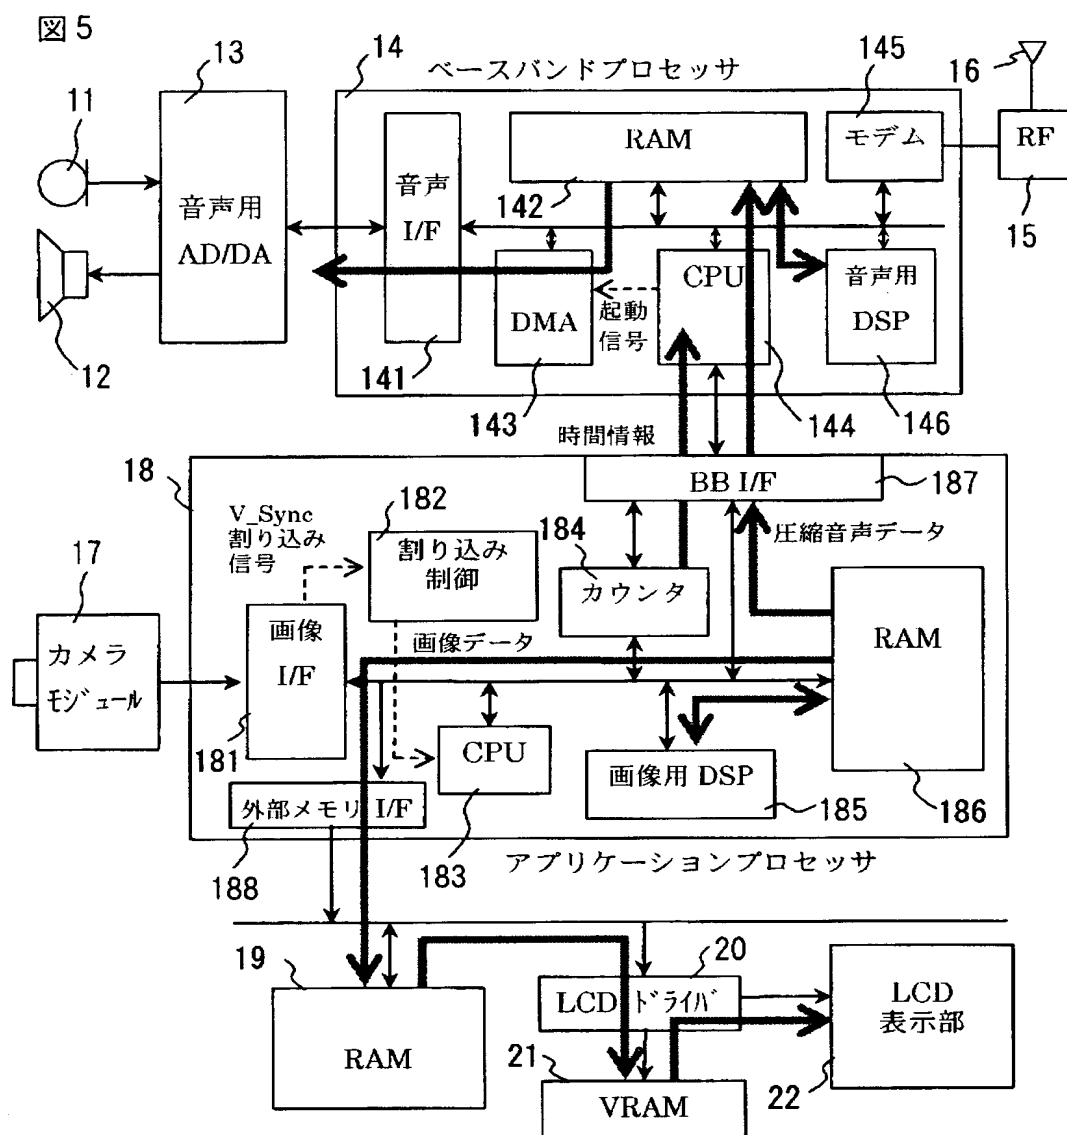 図5
13
14
ベースバンドプロセッサ
145
16
11
音声用
AD/DA
音声
I/F
RAM
モデム
RF
142
15
12
141
DMA
起動
信号
CPU
音声用
DSP
143
時間情報
144
146
18
BB I/F
187
V_Sync
割り込み
信号
182
割り込み
制御
184
カウンタ
圧縮音声データ
17
カメラ
モジュール
画像
I/F
画像データ
RAM
181
CPU
画像用 DSP
185
186
外部メモリ I/F
188
183
アプリケーションプロセッサ
19
RAM
20
LCD ドライバ
LCD
表示部
21
VRAM
22